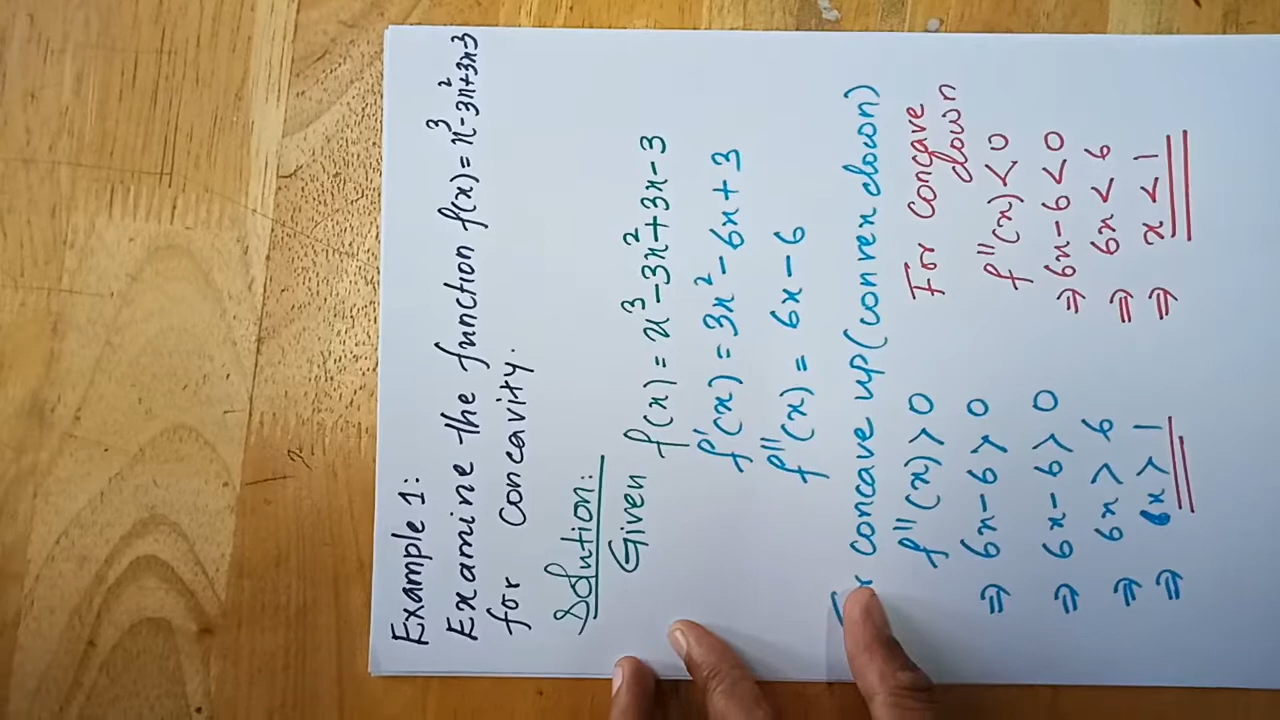 Example 1:
Examine the function f(x) = x³ - 3x² + 3x - 3
for concavity.
Solution:
Given f(x) = x³ - 3x² + 3x - 3
f'(x) = 3x² - 6x + 3
f''(x) = 6x - 6
concave up (convex down)
f''(x) > 0
⇒ 6x - 6 > 0
⇒ 6x - 6 > 0
⇒ 6x > 6
⇒ x > 1
For concave
down
f''(x) < 0
⇒ 6x - 6 < 0
⇒ 6x < 6
⇒ x < 1